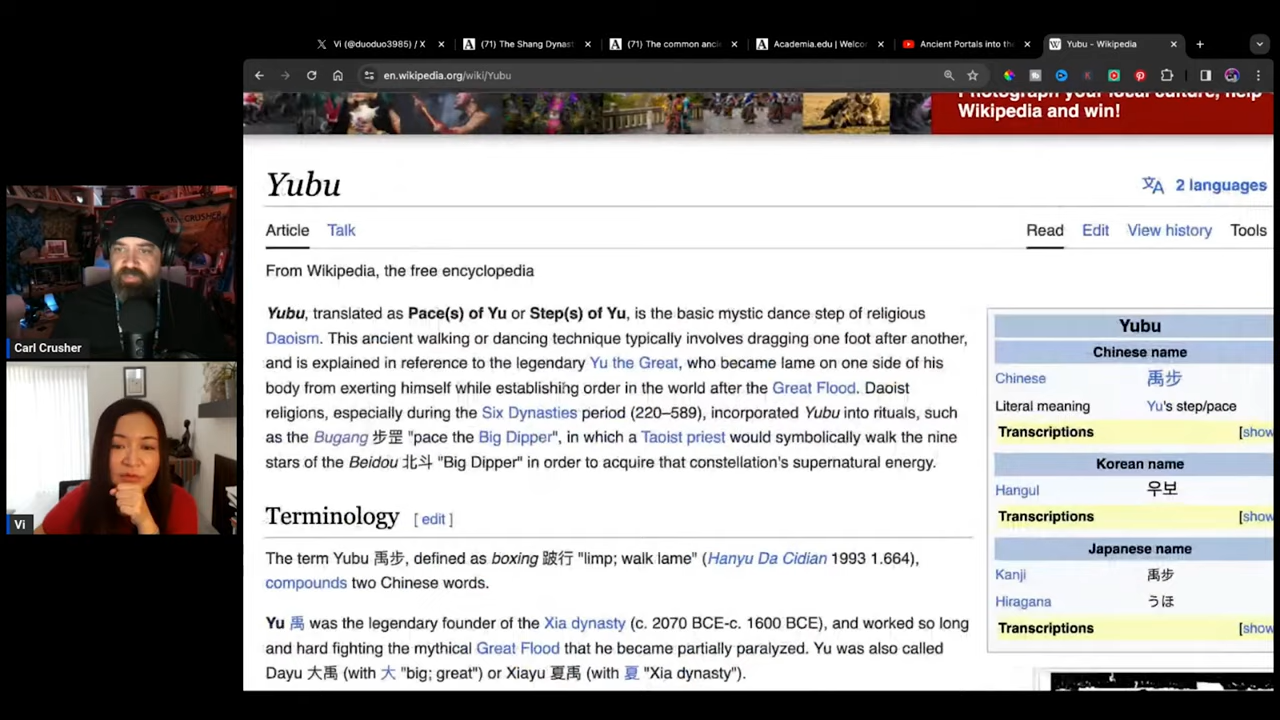 Vi (@duoduo3985) / X
(71) The Shang Dynast
(71) The common anci
Academia.edu | Welco
Ancient Portals into th
Yubu - Wikipedia
en.wikipedia.org/wiki/Yubu
Photograph your local culture, help
Wikipedia and win!
Yubu
2 languages
Article Talk
Read Edit View history Tools
From Wikipedia, the free encyclopedia
Yubu, translated as Pace(s) of Yu or Step(s) of Yu, is the basic mystic dance step of religious
Daoism. This ancient walking or dancing technique typically involves dragging one foot after another,
and is explained in reference to the legendary Yu the Great, who became lame on one side of his
body from exerting himself while establishing order in the world after the Great Flood. Daoist
religions, especially during the Six Dynasties period (220–589), incorporated Yubu into rituals, such
as the Bugang 步罡 "pace the Big Dipper", in which a Taoist priest would symbolically walk the nine
stars of the Beidou 北斗 "Big Dipper" in order to acquire that constellation's supernatural energy.
Terminology [ edit ]
The term Yubu 禹步, defined as boxing 跛行 "limp; walk lame" (Hanyu Da Cidian 1993 1.664),
compounds two Chinese words.
Yu 禹 was the legendary founder of the Xia dynasty (c. 2070 BCE-c. 1600 BCE), and worked so long
and hard fighting the mythical Great Flood that he became partially paralyzed. Yu was also called
Dayu 大禹 (with 大 "big; great") or Xiayu 夏禹 (with 夏 "Xia dynasty").
Yubu
Chinese name
Chinese 禹步
Literal meaning Yu's step/pace
Transcriptions [show
Korean name
Hangul 우보
Transcriptions [show
Japanese name
Kanji 禹步
Hiragana うほ
Transcriptions [show
Carl Crusher
Vi